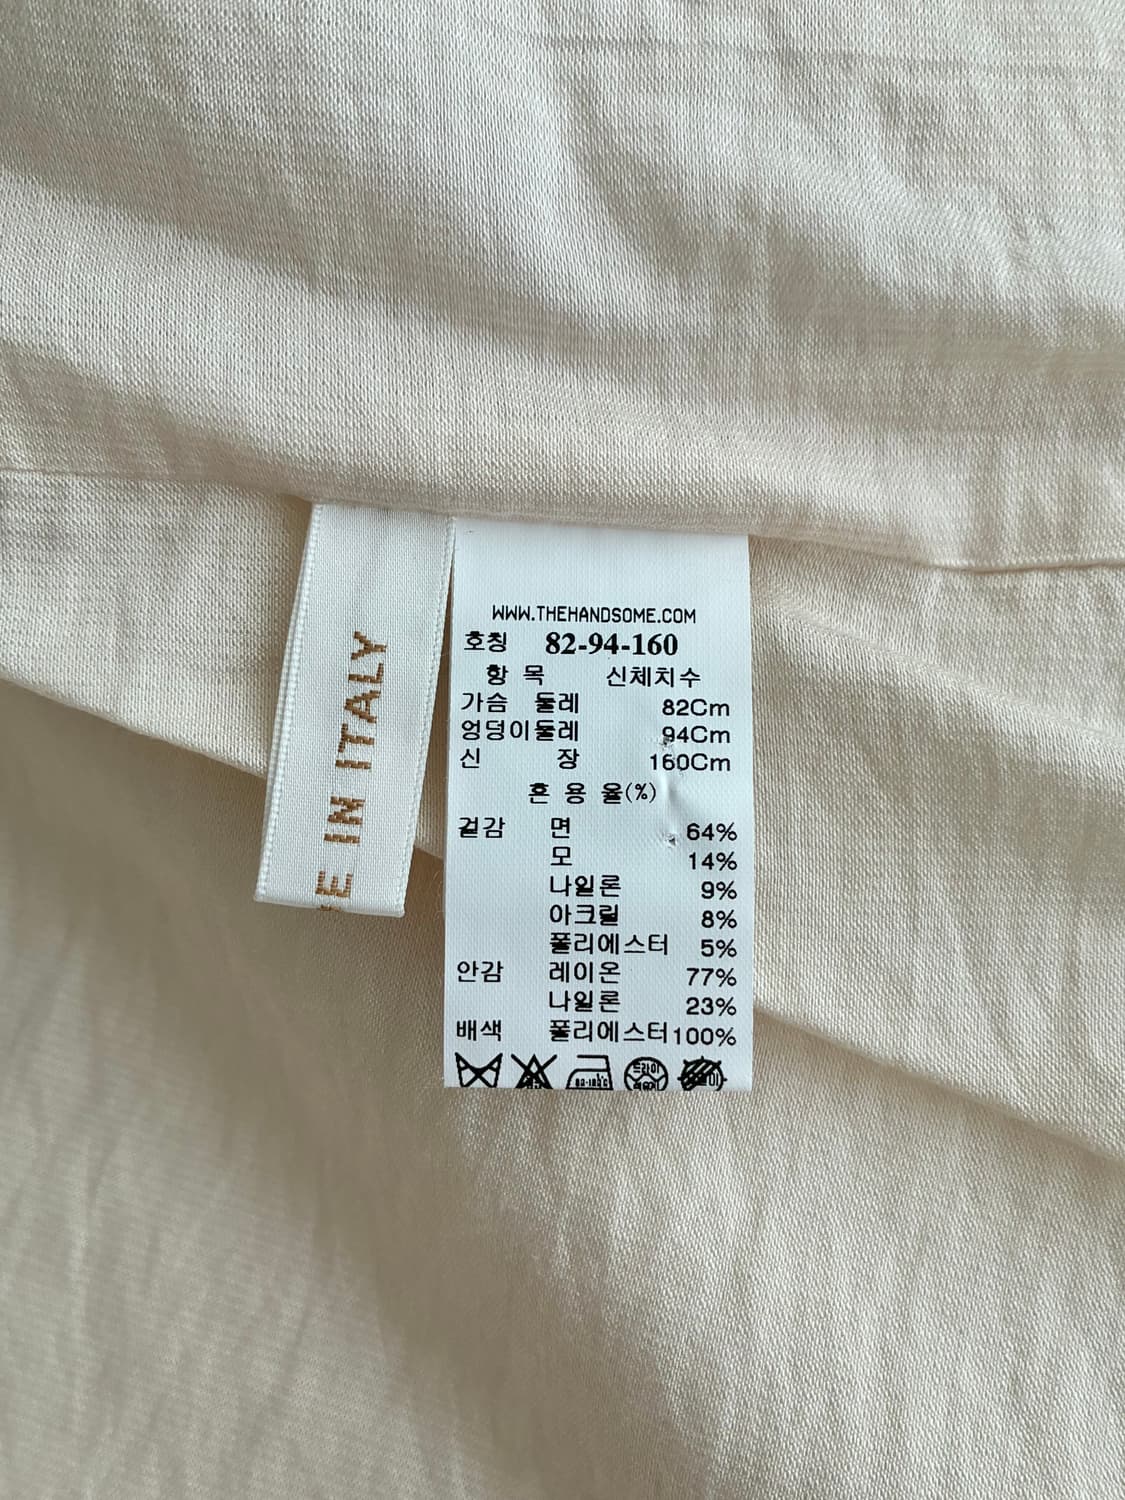 E IN ITALY
WWW.THEHANDSOME.COM
호칭 82-94-160
항 목 신체치수
가슴 둘레 82Cm
엉덩이둘레 94Cm
신 장 160Cm
혼 용 율(%)
겉감 면 64%
모 14%
나일론 9%
아크릴 8%
폴리에스터 5%
안감 레이온 77%
나일론 23%
배색 폴리에스터 100%
드라이